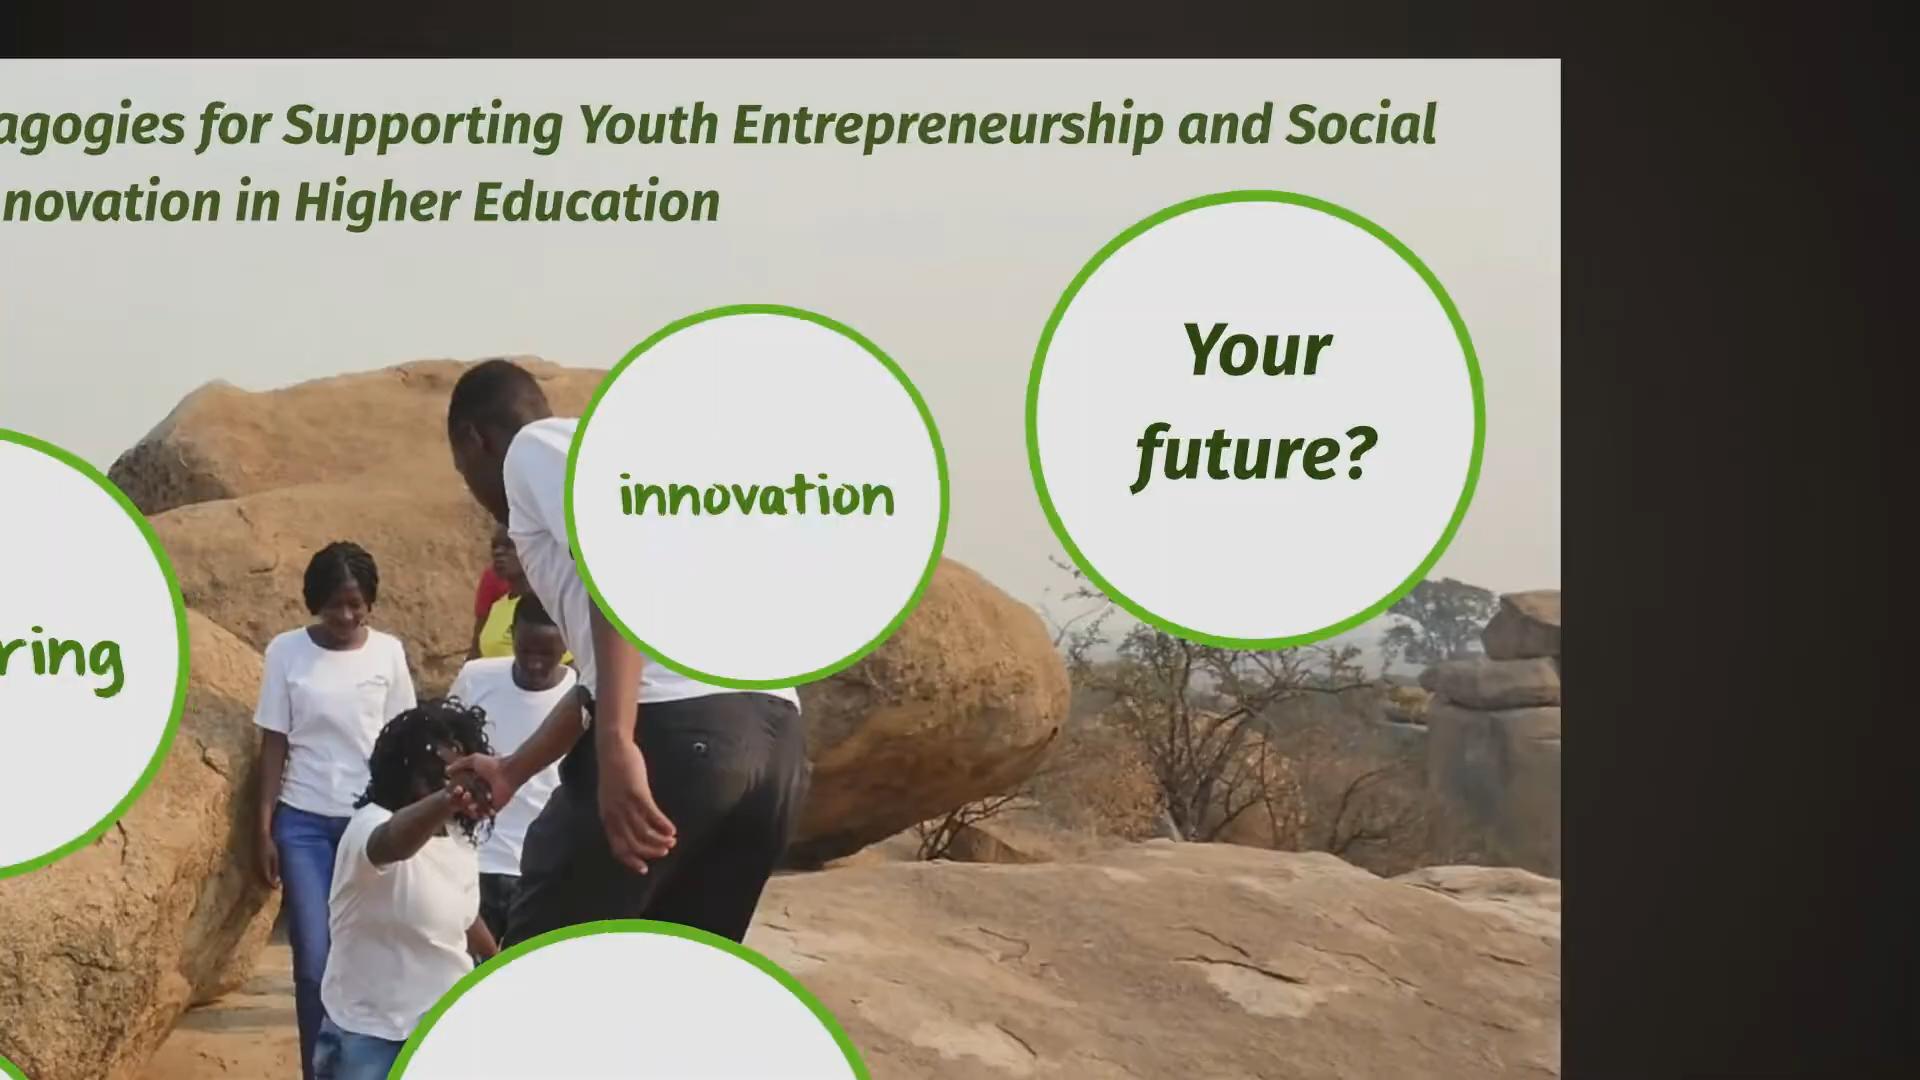 agogies for Supporting Youth Entrepreneurship and Social
novation in Higher Education
Your
future?
innovation
ring